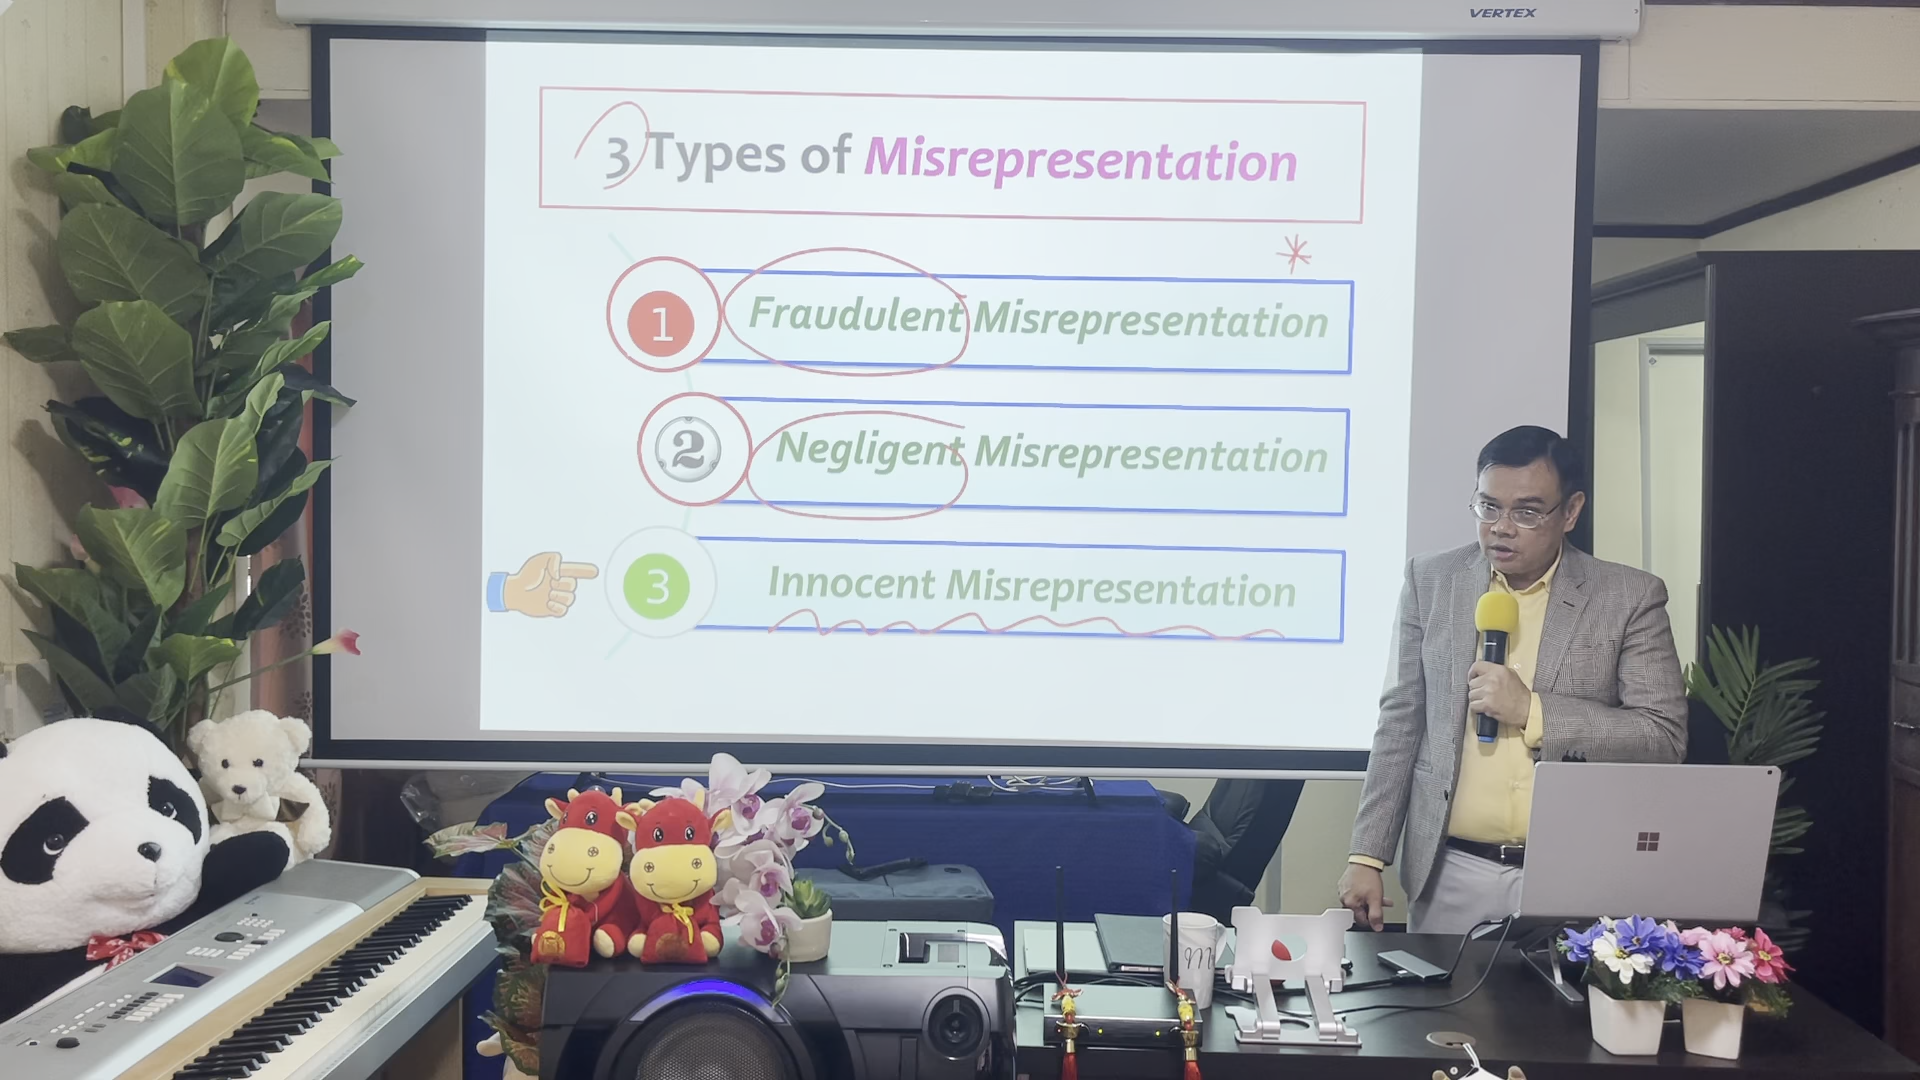 VERTEX
3 Types of Misrepresentation
1 Fraudulent Misrepresentation
2 Negligent Misrepresentation
3 Innocent Misrepresentation